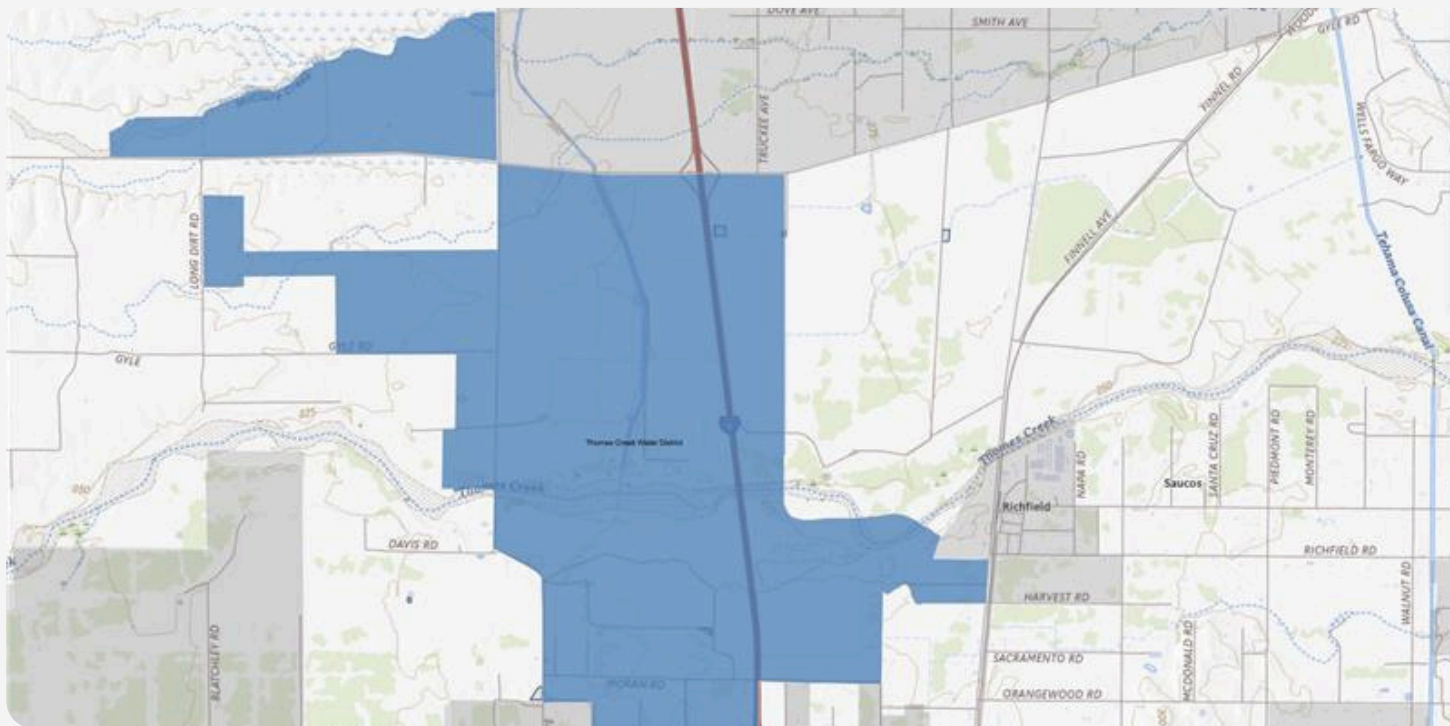 DOVE AVE
SMITH AVE
GYLE RD
FINNEL RD
TRUCKEE AVE
WELLS FARGO WAY
LONG DIRT RD
FINNELL AVE
Tehama Colusa Canal
GYLE
GYLE RD
Thomes Creek Water District
Thomes Creek
Thomes Creek
NAPA RD
Saucos
SANTA CRUZ RD
PIEDMONT RD
MONTEREY RD
Richfield
DAVIS RD
RICHFIELD RD
HARVEST RD
WALNUT RD
BLATCHLEY RD
MCDONALD RD
SACRAMENTO RD
MORAN RD
ORANGEWOOD RD